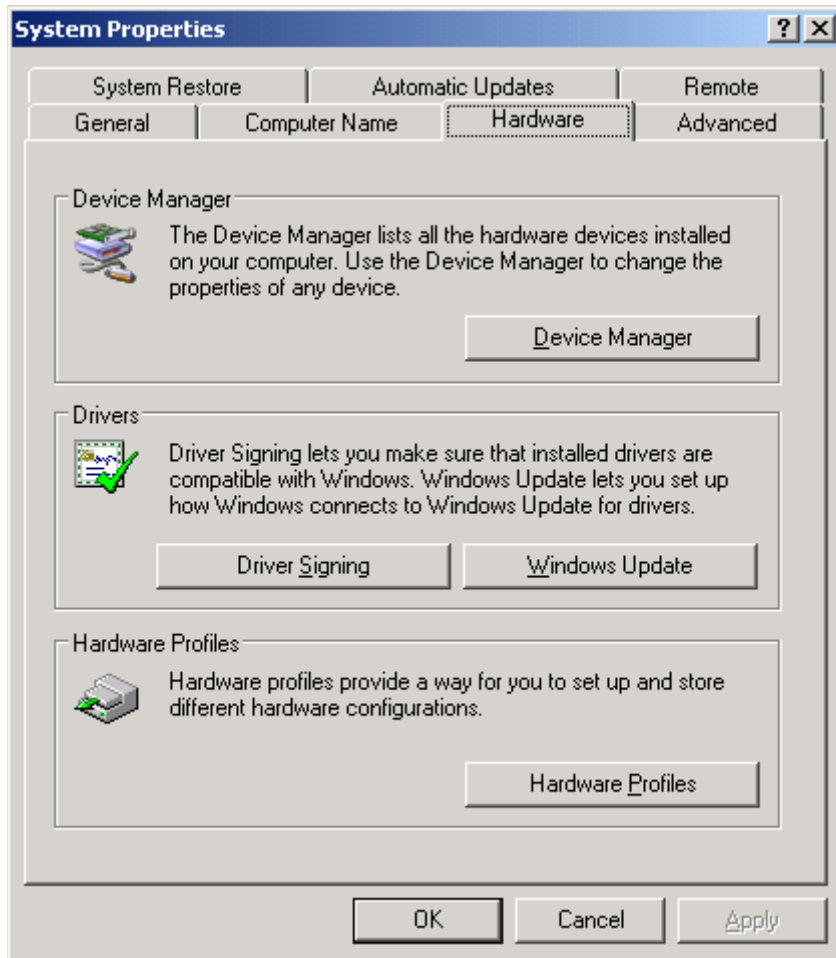 System Properties
System Restore Automatic Updates Remote
General Computer Name Hardware Advanced
Device Manager
The Device Manager lists all the hardware devices installed
on your computer. Use the Device Manager to change the
properties of any device.
Device Manager
Drivers
Driver Signing lets you make sure that installed drivers are
compatible with Windows. Windows Update lets you set up
how Windows connects to Windows Update for drivers.
Driver Signing Windows Update
Hardware Profiles
Hardware profiles provide a way for you to set up and store
different hardware configurations.
Hardware Profiles
OK Cancel Apply